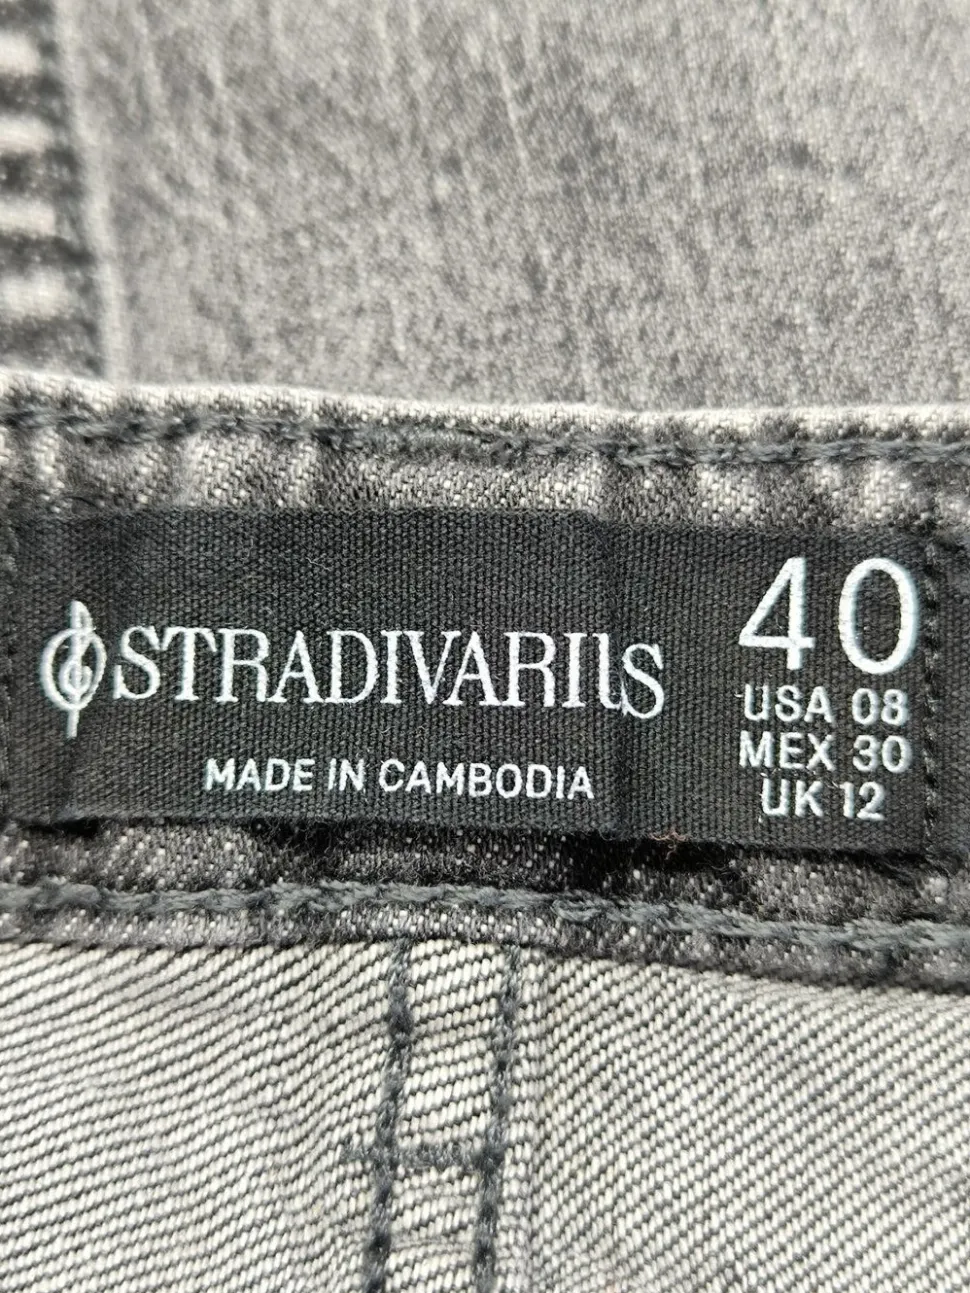 STRADIVARIUS
MADE IN CAMBODIA
40
USA 08
MEX 30
UK 12